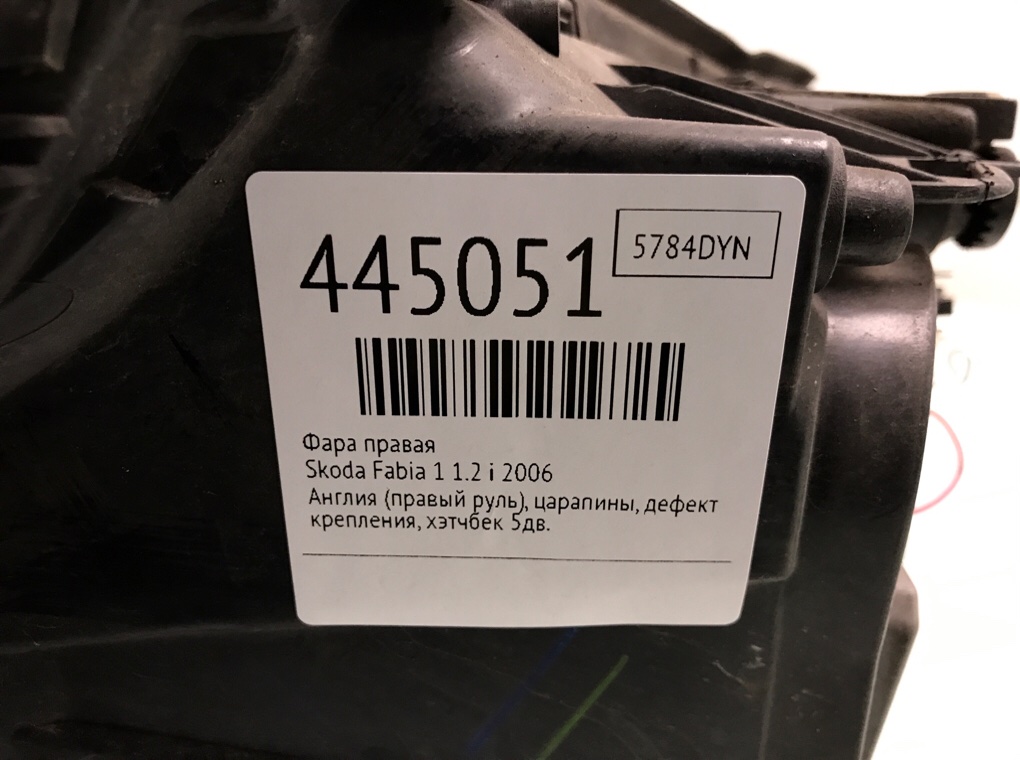 445051
5784DYN
Фара правая
Skoda Fabia 1 1.2 i 2006
Англия (правый руль), царапины, дефект
крепления, хэтчбек 5дв.